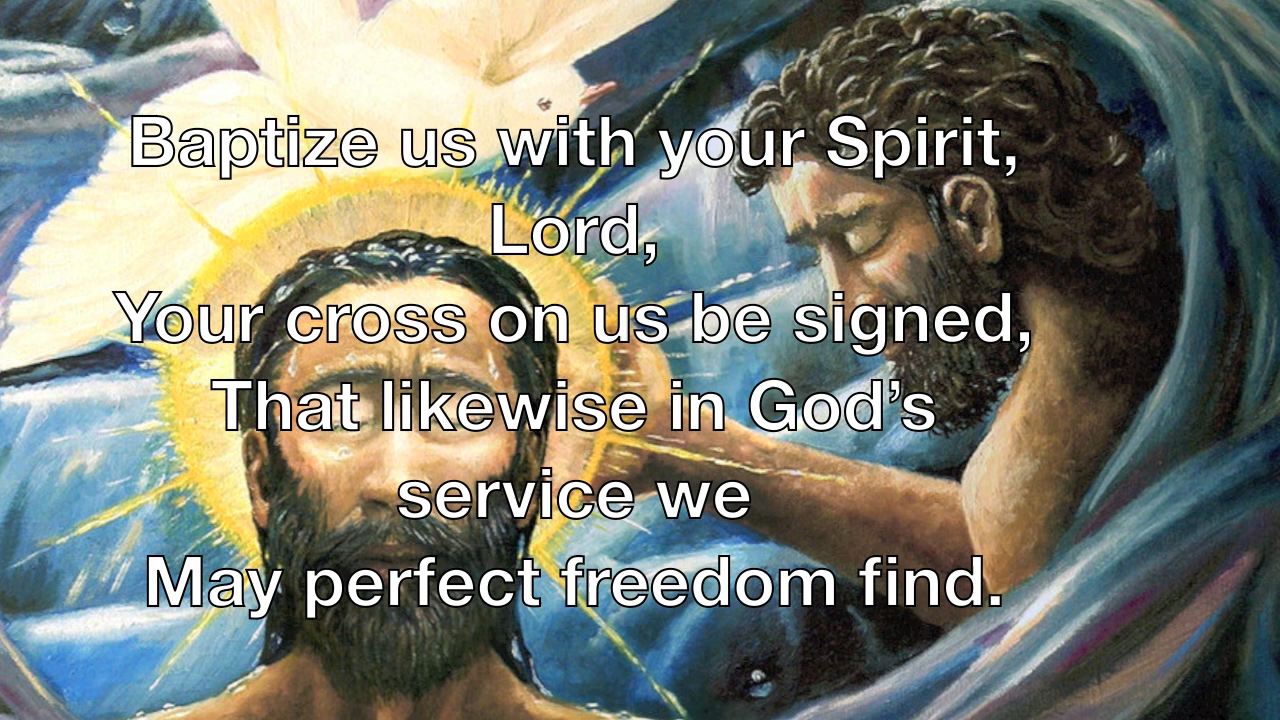 Baptize us with your Spirit,
Lord,
Your cross on us be signed,
That likewise in God’s
service we
May perfect freedom find.